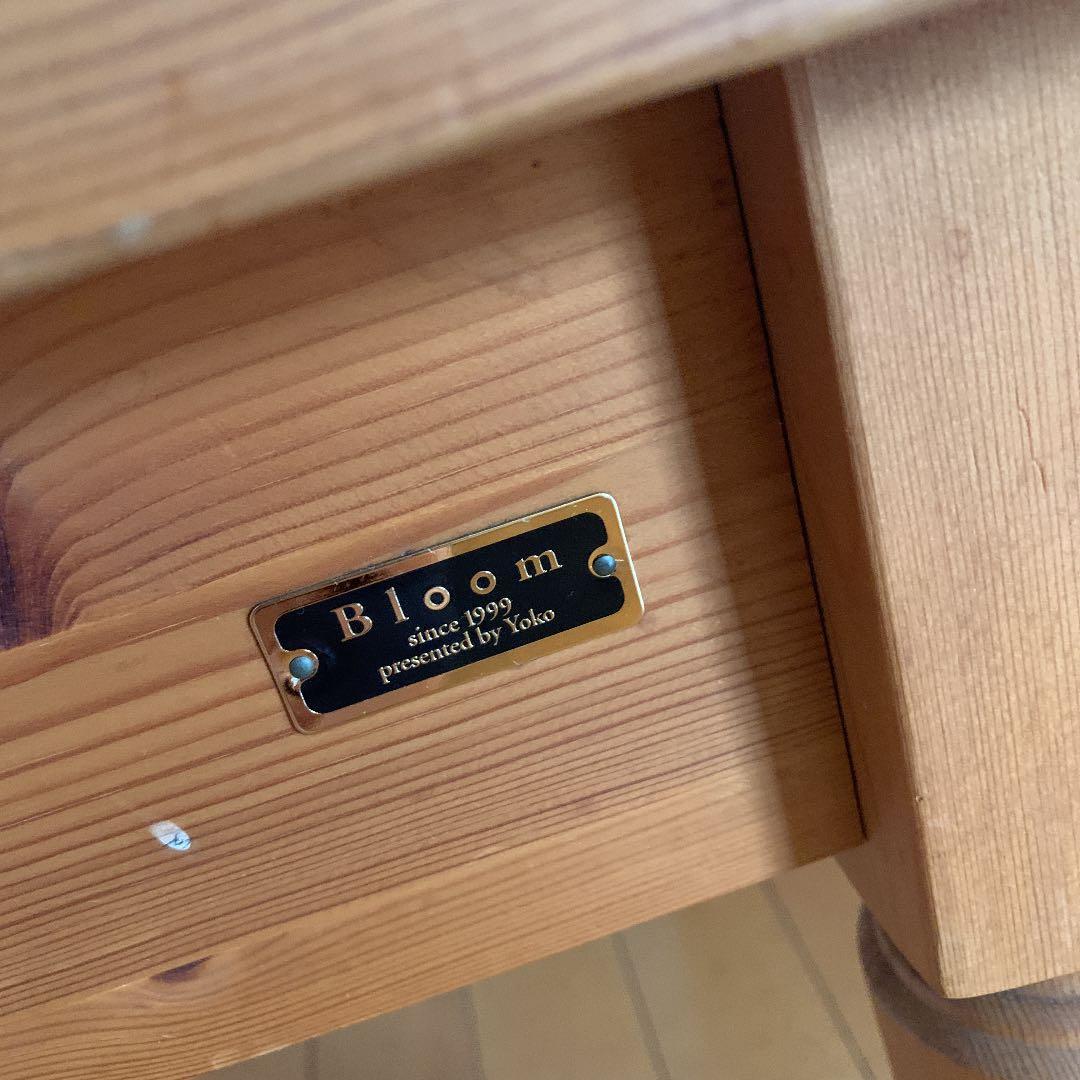 Bloom
since 1999
presented by Yoko